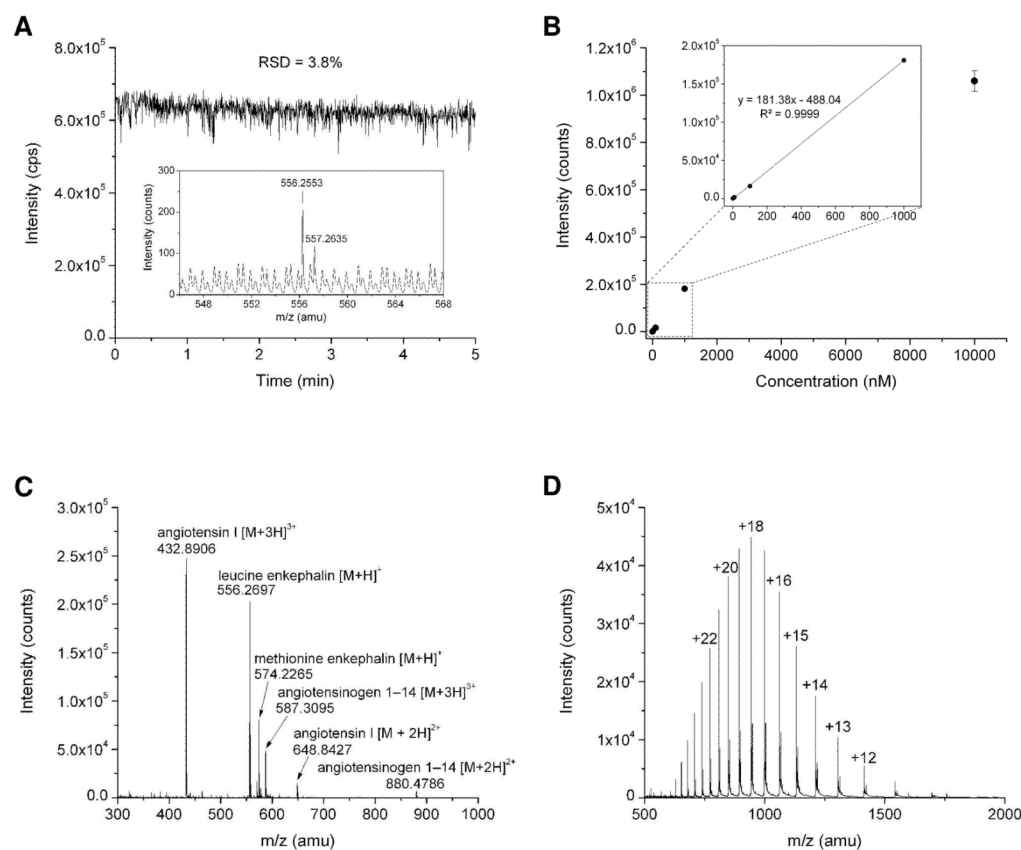 A
8.0x10⁵
6.0x10⁵
4.0x10⁵
2.0x10⁵
0.0
Intensity (cps)
RSD = 3.8%
0
1
2
3
4
5
Time (min)
300
200
100
0
Intensity (counts)
556.2553
557.2635
548
552
556
560
564
568
m/z (amu)
B
1.2x10⁶
1.0x10⁶
8.0x10⁵
6.0x10⁵
4.0x10⁵
2.0x10⁵
0.0
Intensity (counts)
0
2000
4000
6000
8000
10000
Concentration (nM)
2.0x10⁵
1.5x10⁵
1.0x10⁵
5.0x10⁴
0.0
y = 181.38x - 488.04
R² = 0.9999
0
200
400
600
800
1000
C
3.0x10⁵
2.5x10⁵
2.0x10⁵
1.5x10⁵
1.0x10⁵
5.0x10⁴
0.0
Intensity (counts)
angiotensin I [M+3H]³⁺
432.8906
leucine enkephalin [M+H]⁺
556.2697
methionine enkephalin [M+H]⁺
574.2265
angiotensinogen 1–14 [M+3H]³⁺
587.3095
angiotensin I [M + 2H]²⁺
648.8427
angiotensinogen 1–14 [M+2H]²⁺
880.4786
300
400
500
600
700
800
900
1000
m/z (amu)
D
5x10⁴
4x10⁴
3x10⁴
2x10⁴
1x10⁴
0
Intensity (counts)
+18
+20
+16
+22
+15
+14
+13
+12
500
1000
1500
2000
m/z (amu)